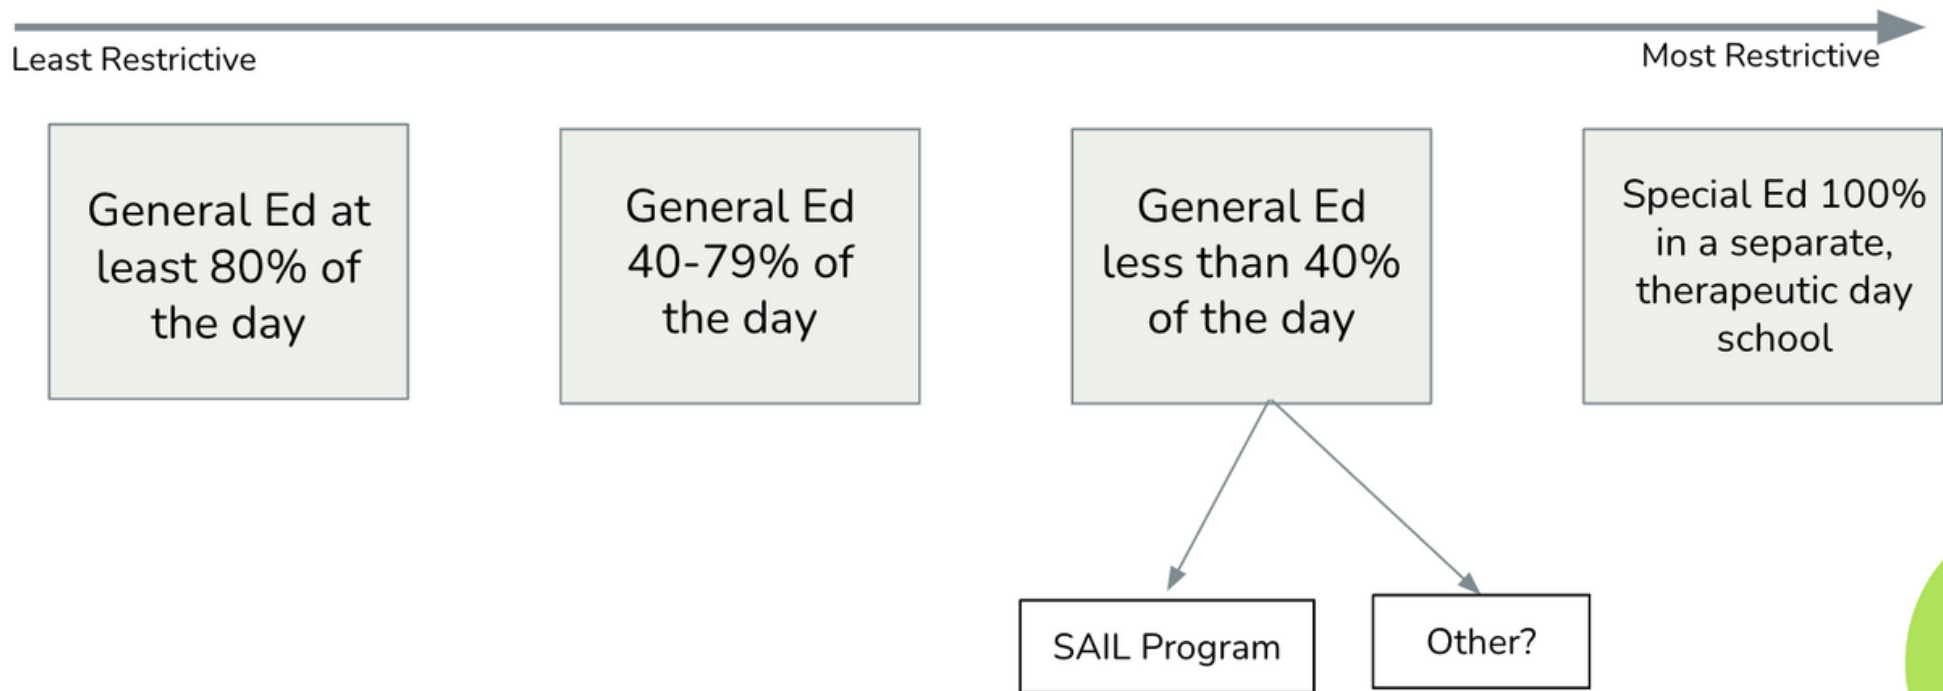 Least Restrictive
Most Restrictive
General Ed at
least 80% of
the day
General Ed
40-79% of
the day
General Ed
less than 40%
of the day
Special Ed 100%
in a separate,
therapeutic day
school
SAIL Program
Other?